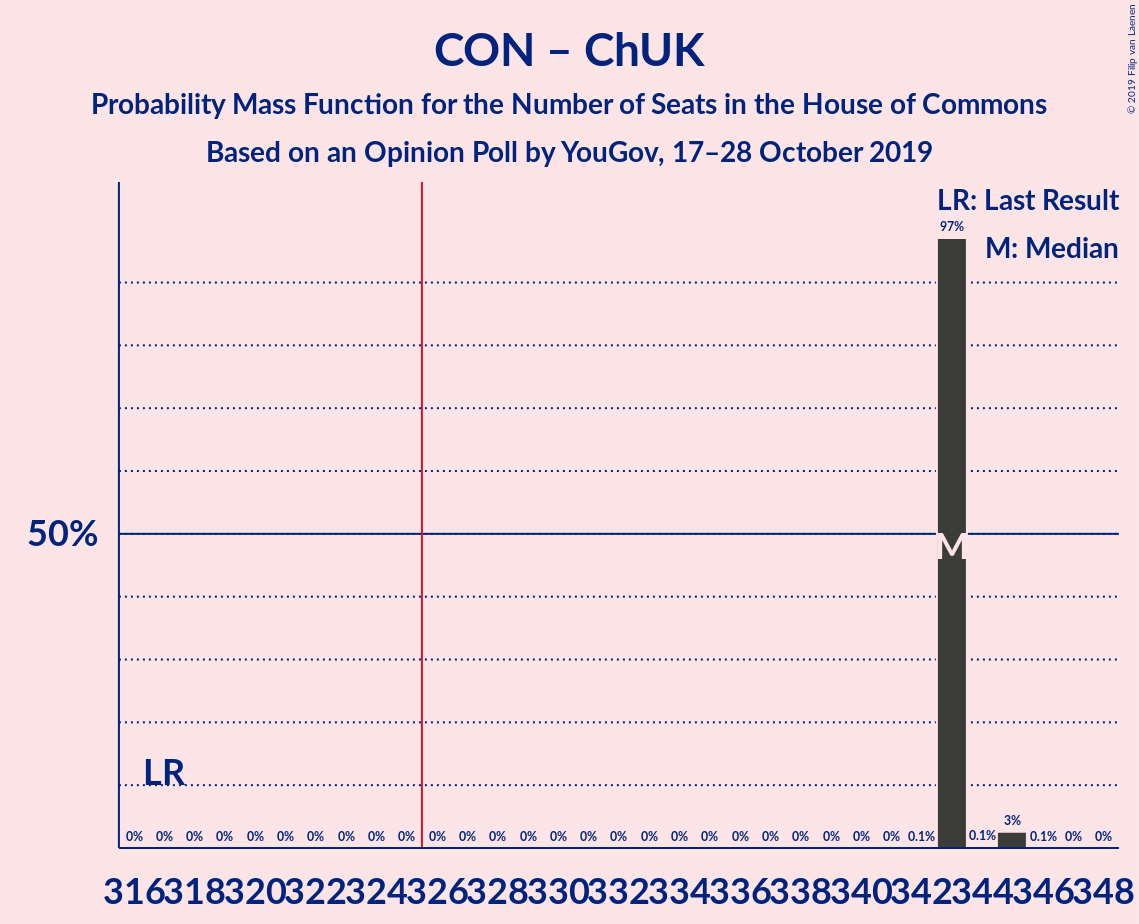 CON – ChUK
Probability Mass Function for the Number of Seats in the House of Commons
Based on an Opinion Poll by YouGov, 17–28 October 2019
© 2019 Filip van Laenen
LR: Last Result
97%
M: Median
50%
M
LR
0% 0% 0% 0% 0% 0% 0% 0% 0% 0% 0% 0% 0% 0% 0% 0% 0% 0% 0% 0% 0% 0% 0% 0% 0% 0% 0.1% 0.1% 3% 0.1% 0% 0%
316 318 320 322 324 326 328 330 332 334 336 338 340 342 344 346 348